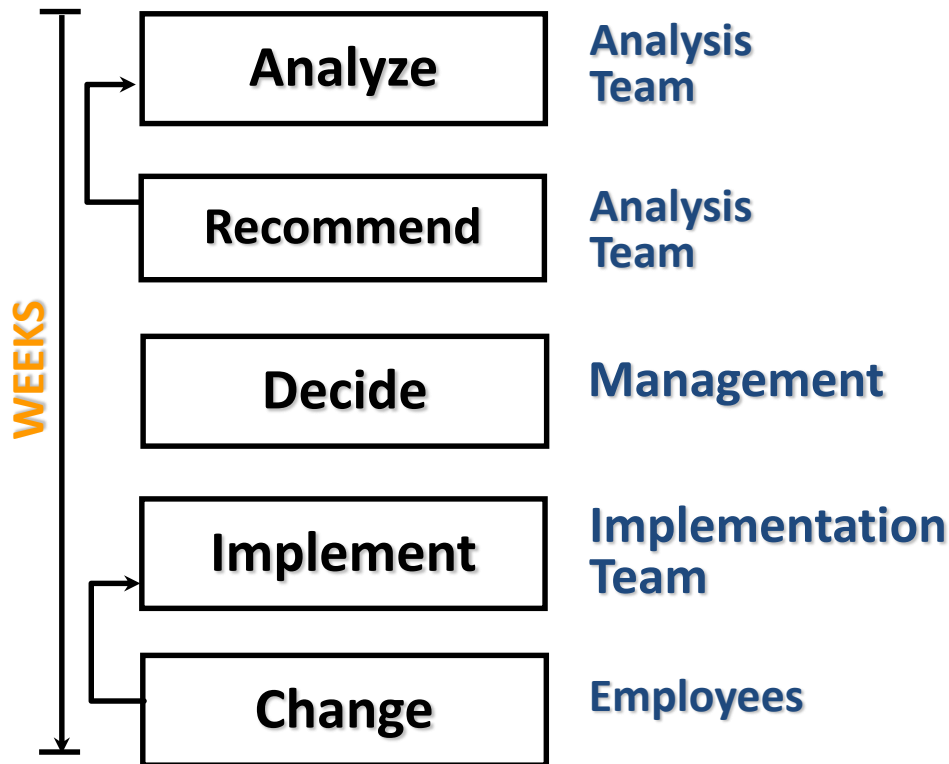 Analyze
Analysis
Team
Recommend
Analysis
Team
WEEKS
Decide
Management
Implement
Implementation
Team
Change
Employees